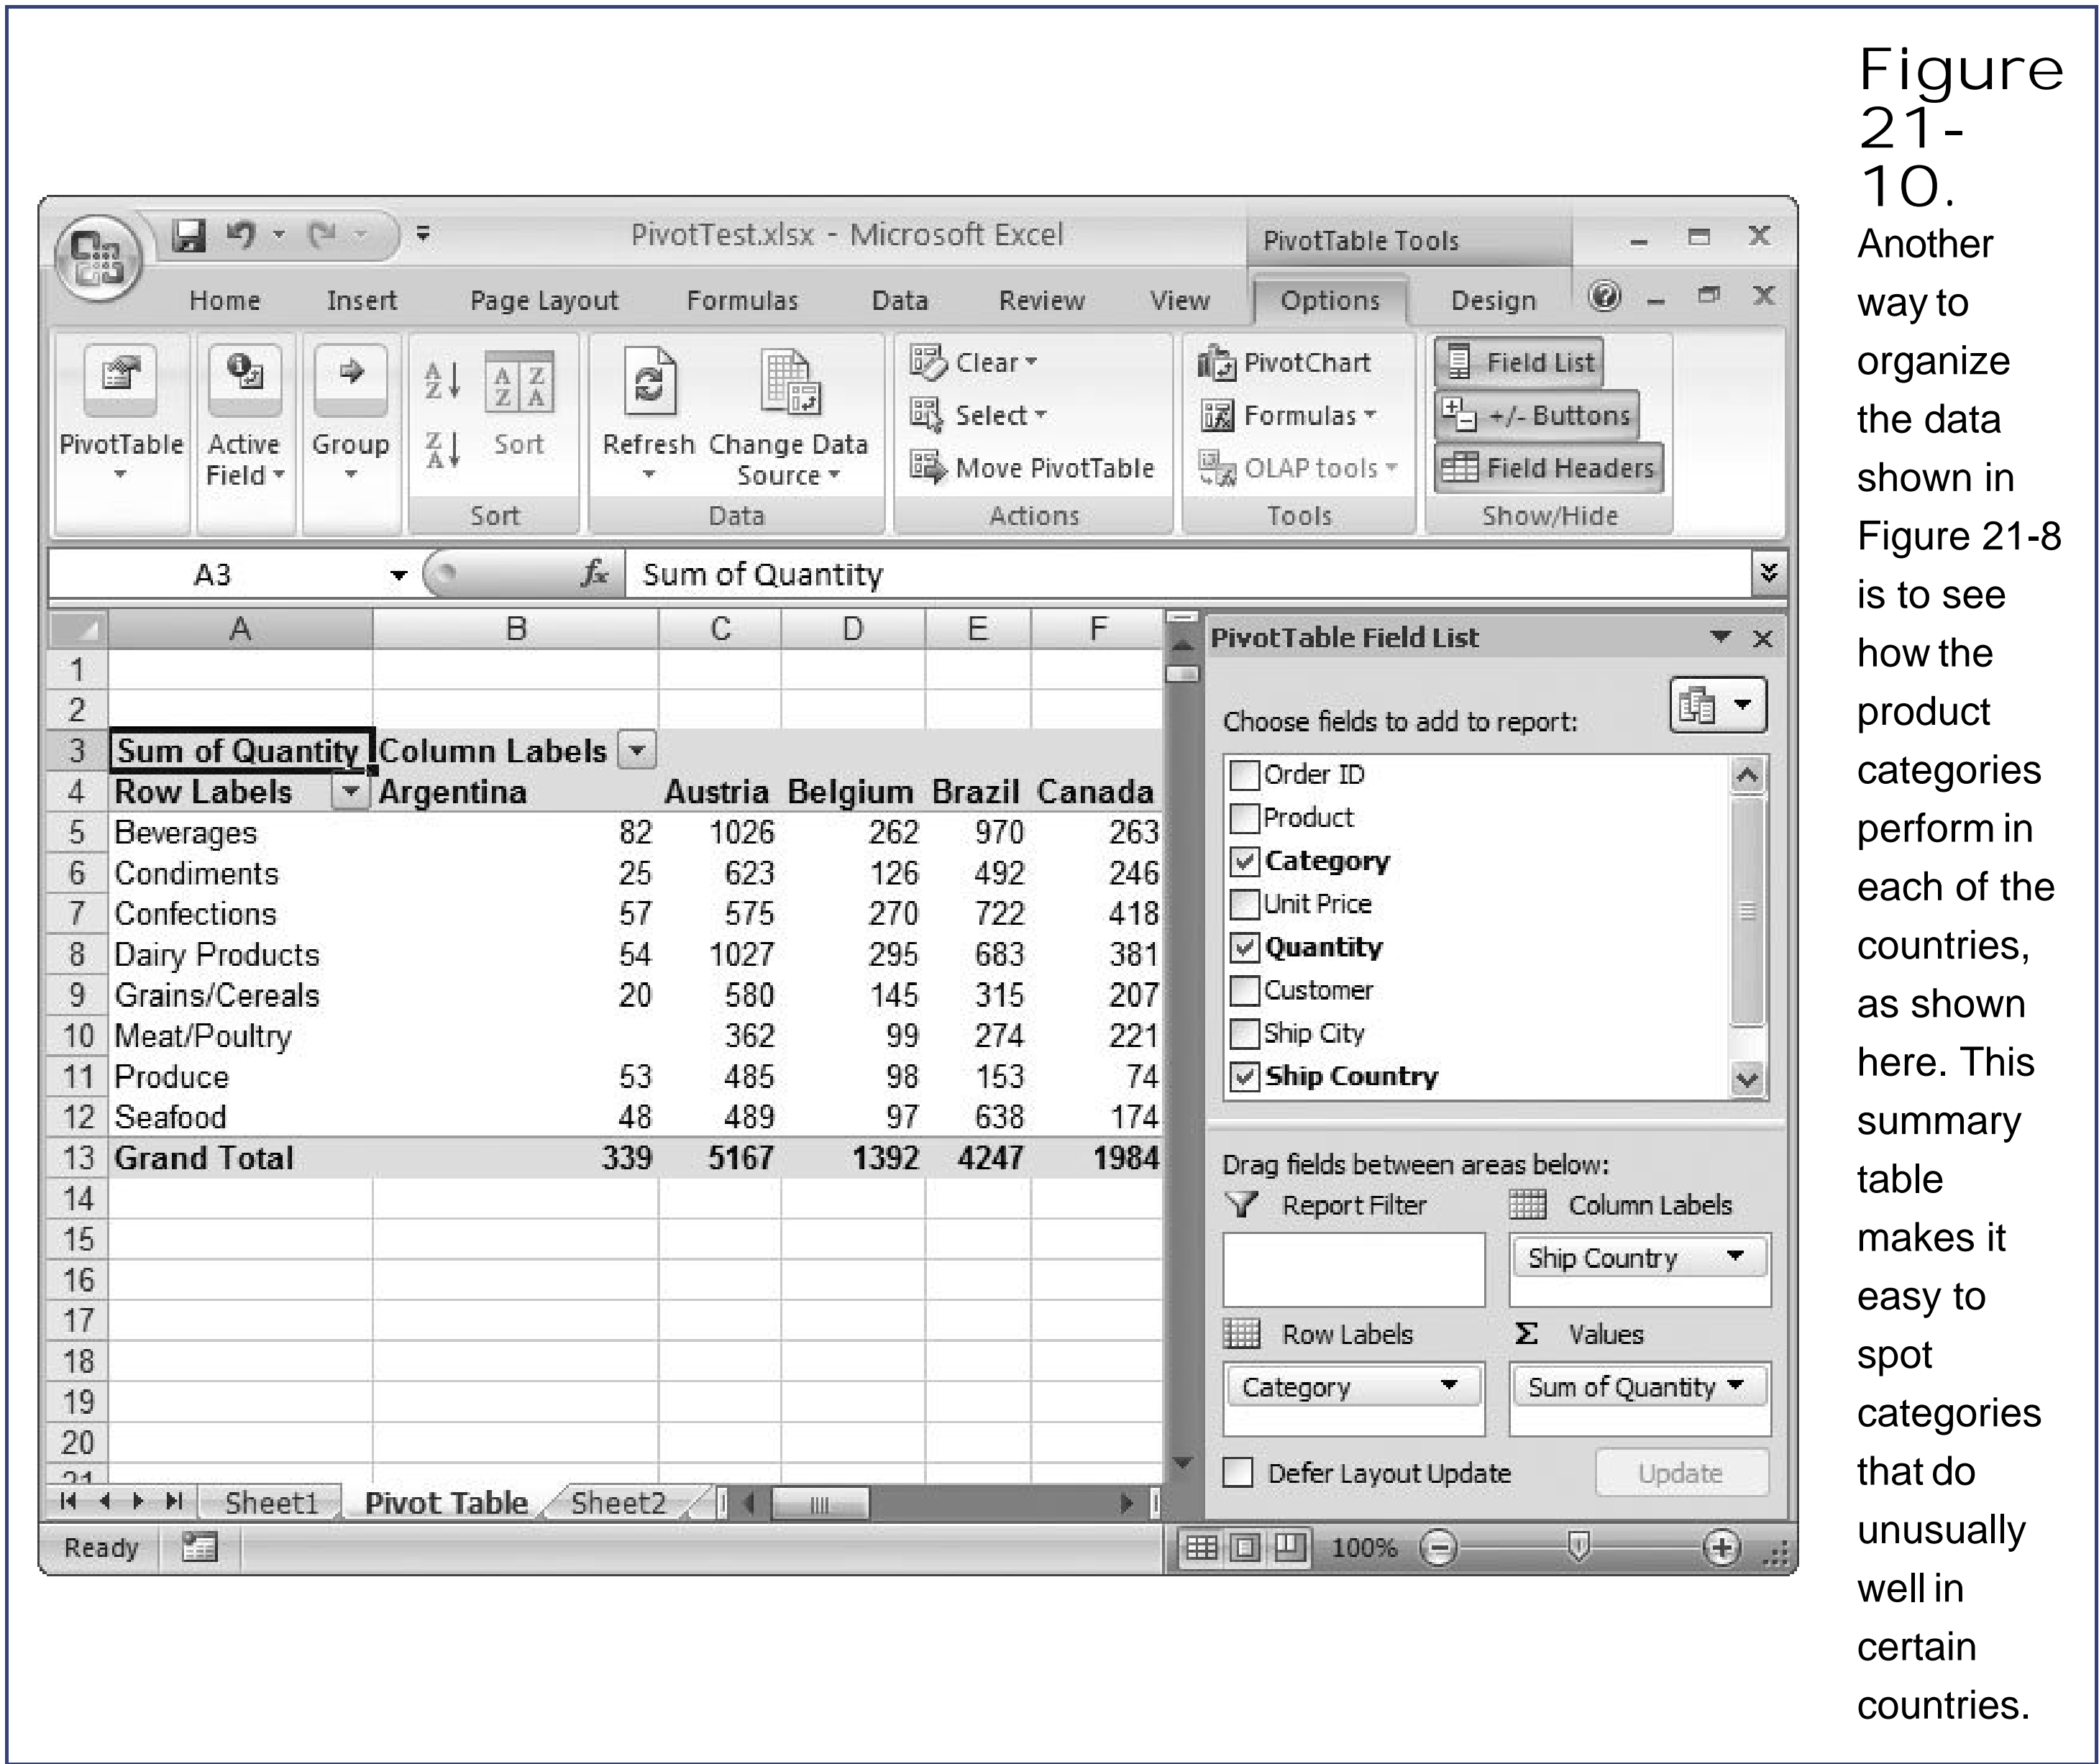 Figure
21-
10.
Another
way to
organize
the data
shown in
Figure 21-8
is to see
how the
product
categories
perform in
each of the
countries,
as shown
here. This
summary
table
makes it
easy to
spot
categories
that do
unusually
well in
certain
countries.
PivotTest.xlsx - Microsoft Excel
PivotTable Tools
Home Insert Page Layout Formulas Data Review View Options Design
PivotTable
Active Field
Group
Sort
Sort
Refresh
Change Data Source
Data
Clear
Select
Move PivotTable
Actions
PivotChart
Formulas
OLAP tools
Tools
Field List
+/- Buttons
Field Headers
Show/Hide
A3 fx Sum of Quantity
A B C D E F
1
2
3 Sum of Quantity Column Labels
4 Row Labels Argentina Austria Belgium Brazil Canada
5 Beverages 82 1026 262 970 263
6 Condiments 25 623 126 492 246
7 Confections 57 575 270 722 418
8 Dairy Products 54 1027 295 683 381
9 Grains/Cereals 20 580 145 315 207
10 Meat/Poultry 362 99 274 221
11 Produce 53 485 98 153 74
12 Seafood 48 489 97 638 174
13 Grand Total 339 5167 1392 4247 1984
14
15
16
17
18
19
20
21
Sheet1 Pivot Table Sheet2
Ready
100%
PivotTable Field List
Choose fields to add to report:
Order ID
Product
Category
Unit Price
Quantity
Customer
Ship City
Ship Country
Drag fields between areas below:
Report Filter
Column Labels
Ship Country
Row Labels
Σ Values
Category
Sum of Quantity
Defer Layout Update
Update